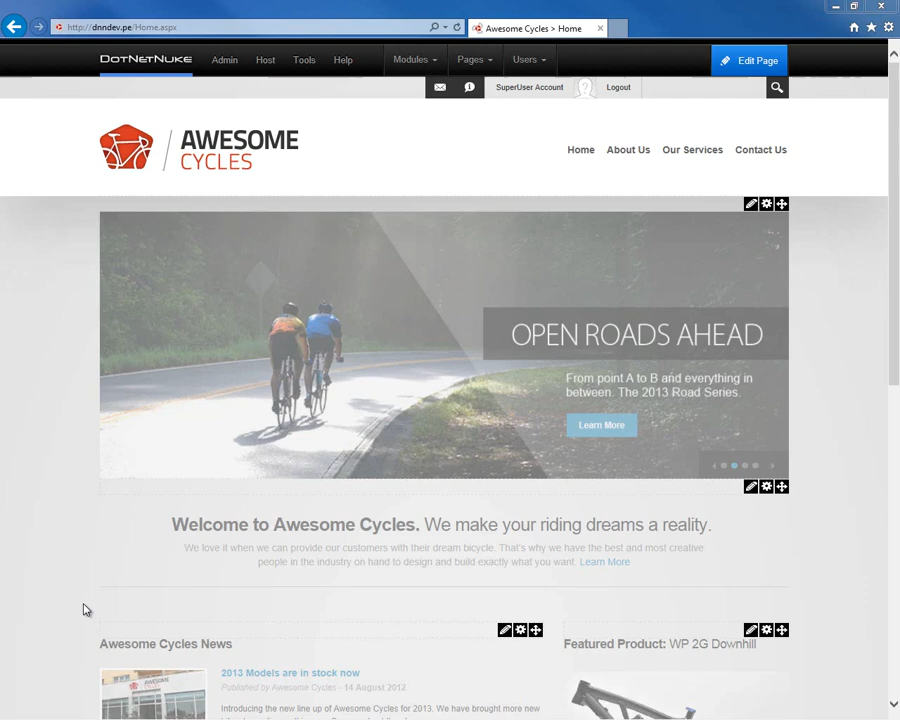 http://dnndev.pe/Home.aspx
Awesome Cycles > Home
DOTNETNUKE Admin Host Tools Help Modules Pages Users Edit Page
SuperUser Account Logout
AWESOME
CYCLES
Home About Us Our Services Contact Us
OPEN ROADS AHEAD
From point A to B and everything in
between. The 2013 Road Series.
Learn More
Welcome to Awesome Cycles. We make your riding dreams a reality.
We love it when we can provide our customers with their dream bicycle. That's why we have the best and most creative
people in the industry on hand to design and build exactly what you want. Learn More
Awesome Cycles News
Featured Product: WP 2G Downhill
2013 Models are in stock now
Published by Awesome Cycles - 14 August 2012
Introducing the new line up of Awesome Cycles for 2013. We have brought more new
AWESOME